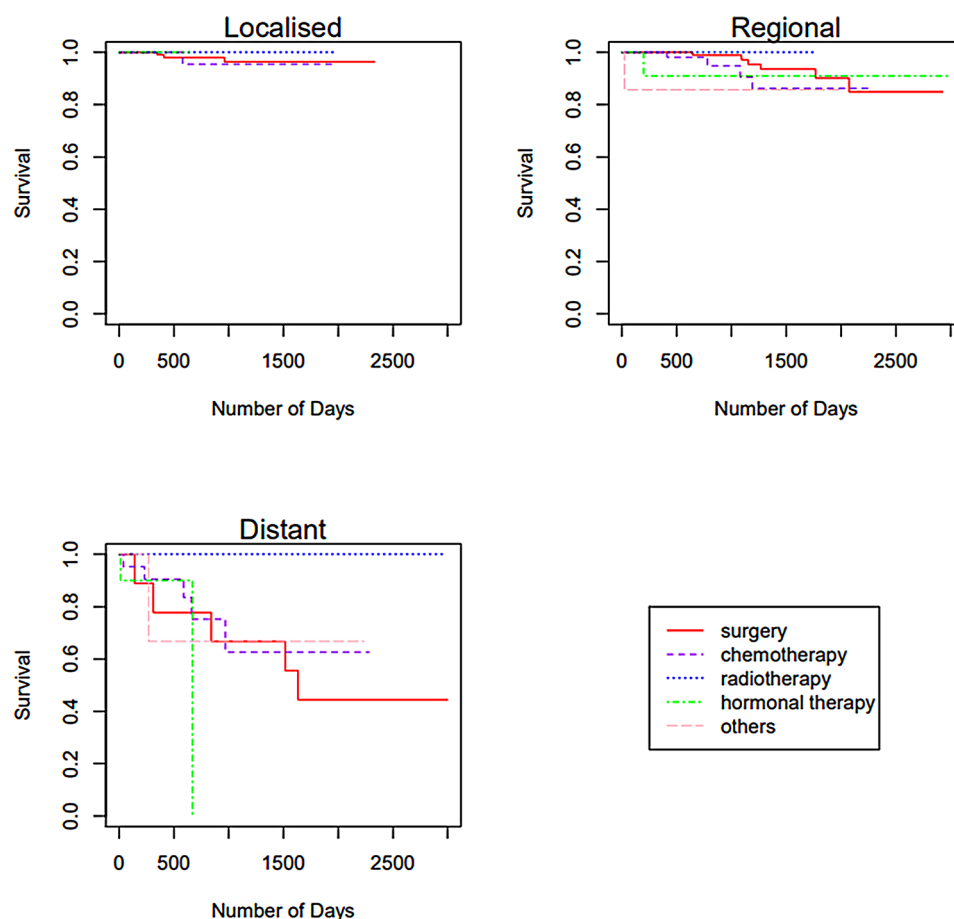 Localised
Survival
1.0
0.8
0.6
0.4
0.2
0.0
0 500 1500 2500
Number of Days
Regional
Survival
1.0
0.8
0.6
0.4
0.2
0.0
0 500 1500 2500
Number of Days
Distant
Survival
1.0
0.8
0.6
0.4
0.2
0.0
0 500 1500 2500
Number of Days
surgery
chemotherapy
radiotherapy
hormonal therapy
others